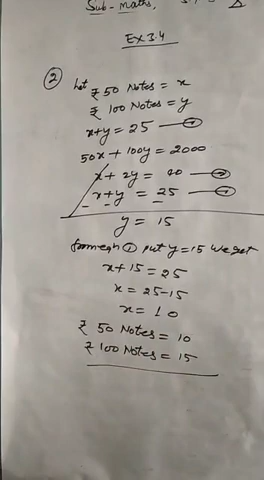 Sub- Maths,
Ex 3.4
② Let ₹ 50 Notes = x
₹ 100 Notes = y
x+y = 25 — ①
50x + 100y = 2000
x + 2y = 40 — ②
x + y = 25 — ①
- - -
y = 15
from eqn ① put y = 15 we get
x + 15 = 25
x = 25-15
x = 10
₹ 50 Notes = 10
₹ 100 Notes = 15